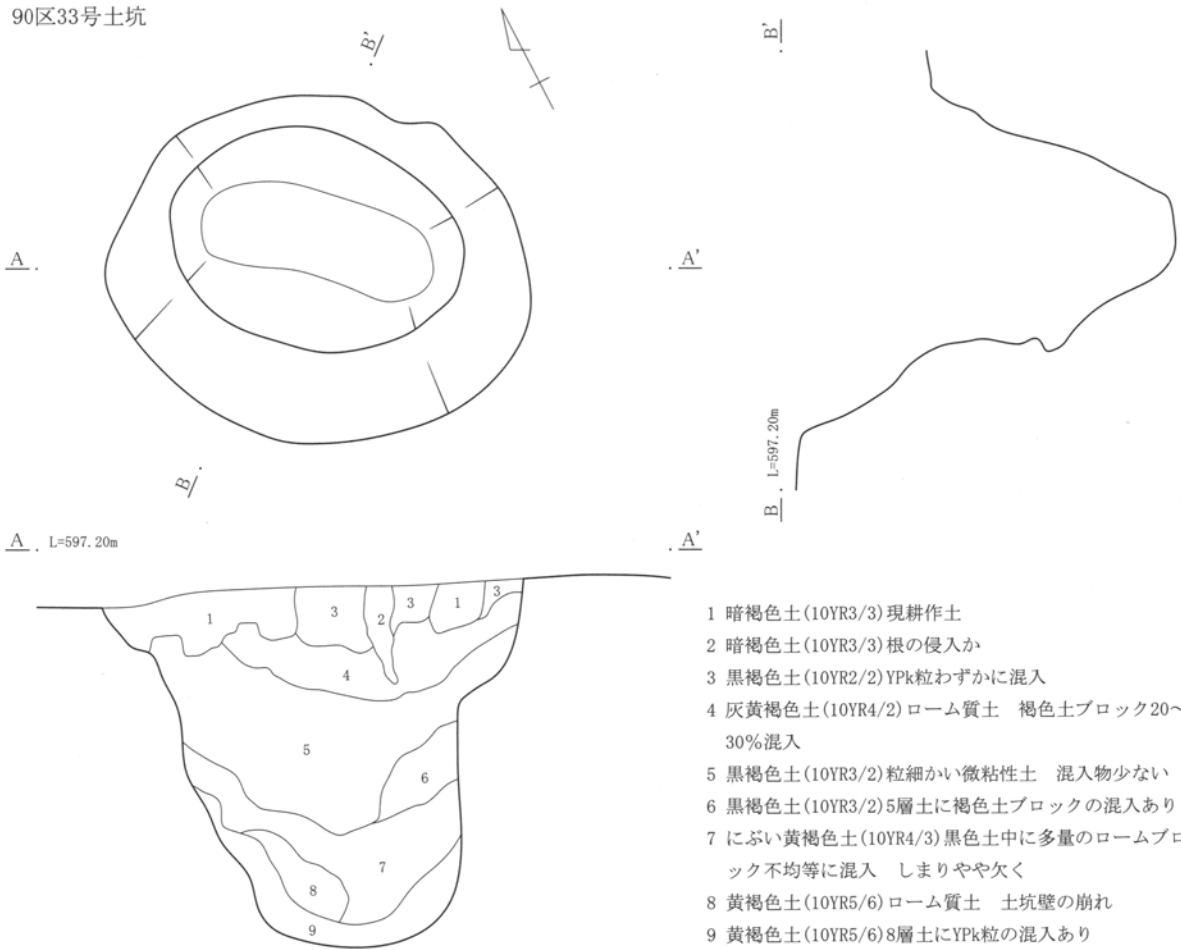 90区33号土坑
B'
B'
A
A'
B
B L=597.20m
A L=597.20m
A'
1
3
2
3
1
3
4
5
6
7
8
9
1 暗褐色土(10YR3/3)現耕作土
2 暗褐色土(10YR3/3)根の侵入か
3 黒褐色土(10YR2/2)YPk粒わずかに混入
4 灰黄褐色土(10YR4/2)ローム質土 褐色土ブロック20～
30%混入
5 黒褐色土(10YR3/2)粒細かい微粘性土 混入物少ない
6 黒褐色土(10YR3/2)5層土に褐色土ブロックの混入あり
7 にぶい黄褐色土(10YR4/3)黒色土中に多量のロームブロ
ック不均等に混入 しまりやや欠く
8 黄褐色土(10YR5/6)ローム質土 土坑壁の崩れ
9 黄褐色土(10YR5/6)8層土にYPk粒の混入あり